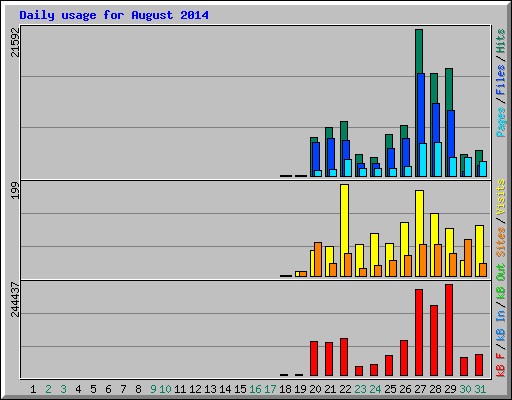 Daily usage for August 2014
21592
Pages / Files / Hits
199
Sites / Visits
244437
kB F / kB In / kB Out
1 2 3 4 5 6 7 8 9 10 11 12 13 14 15 16 17 18 19 20 21 22 23 24 25 26 27 28 29 30 31